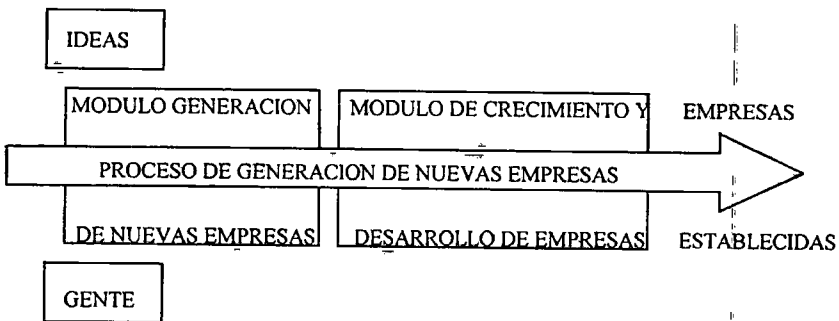 IDEAS
MODULO GENERACION MODULO DE CRECIMIENTO Y EMPRESAS
PROCESO DE GENERACION DE NUEVAS EMPRESAS
DE NUEVAS EMPRESAS DESARROLLO DE EMPRESAS ESTABLECIDAS
GENTE